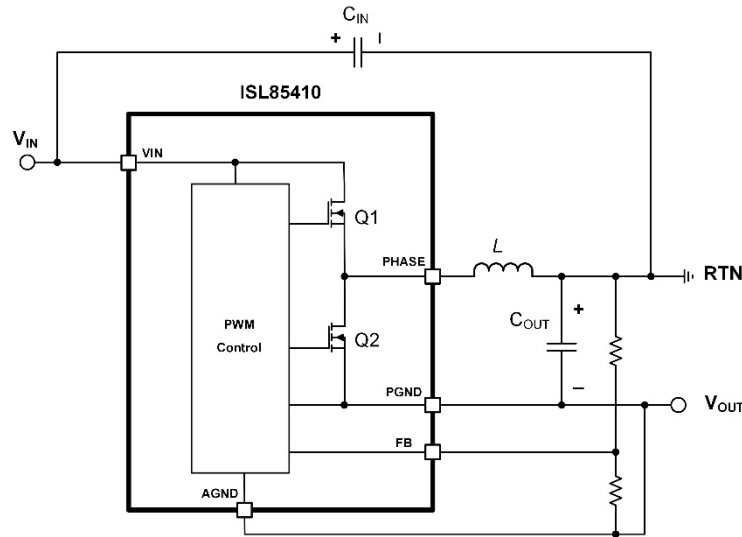 C_IN
+ I
ISL85410
V_IN
VIN
Q1
PHASE
L
RTN
PWM
Control
Q2
C_OUT
+
–
PGND
V_OUT
FB
AGND